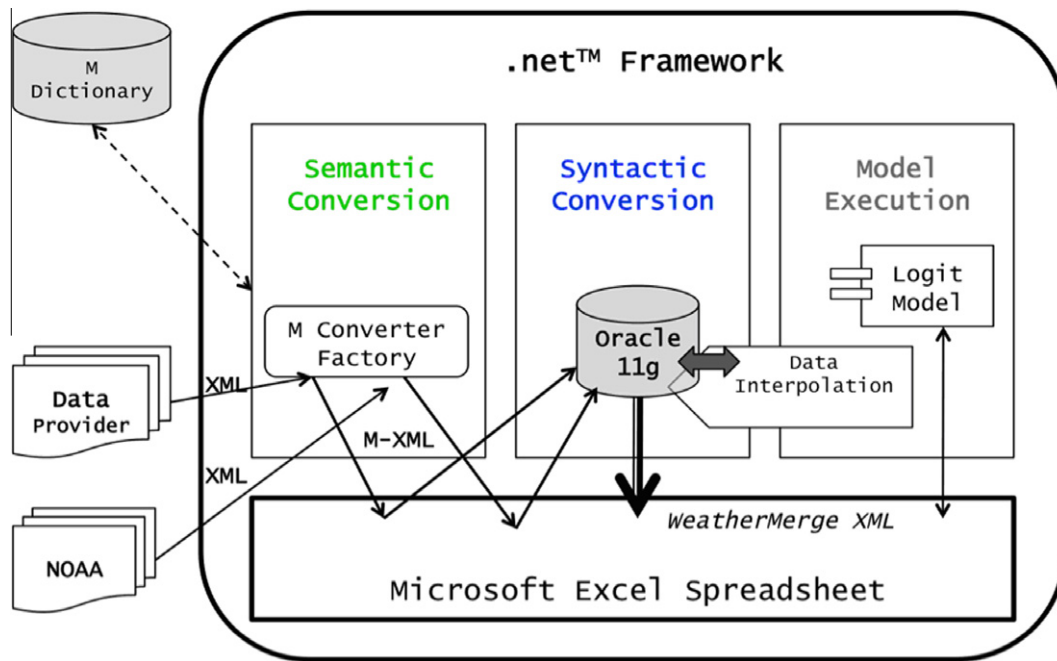 M
Dictionary
.net™ Framework
Semantic
Conversion
Syntactic
Conversion
Model
Execution
Logit
Model
M Converter
Factory
Oracle
11g
Data
Interpolation
Data
Provider
XML
M-XML
XML
NOAA
WeatherMerge XML
Microsoft Excel Spreadsheet